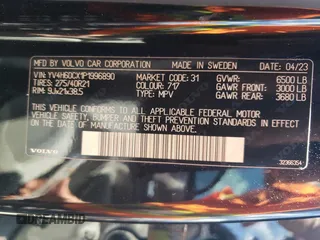 MFD BY VOLVO CAR CORPORATION, SWEDEN DATE 04/23
VIN: YV4H60CX1P1996890 MARKET CODE: 31 GVWR: 6500 LB
TIRES: 275/40R21 COLOUR: 717 GAWR FRONT: 3000 LB
RIM: 9JX21X38.5 TYPE: MPV GAWR REAR: 3680 LB
THIS VEHICLE CONFORMS TO ALL APPLICABLE FEDERAL MOTOR
VEHICLE SAFETY, BUMPER, AND THEFT PREVENTION STANDARDS
IN EFFECT ON THE DATE OF MANUFACTURE SHOWN ABOVE.
VOLVO
32366354